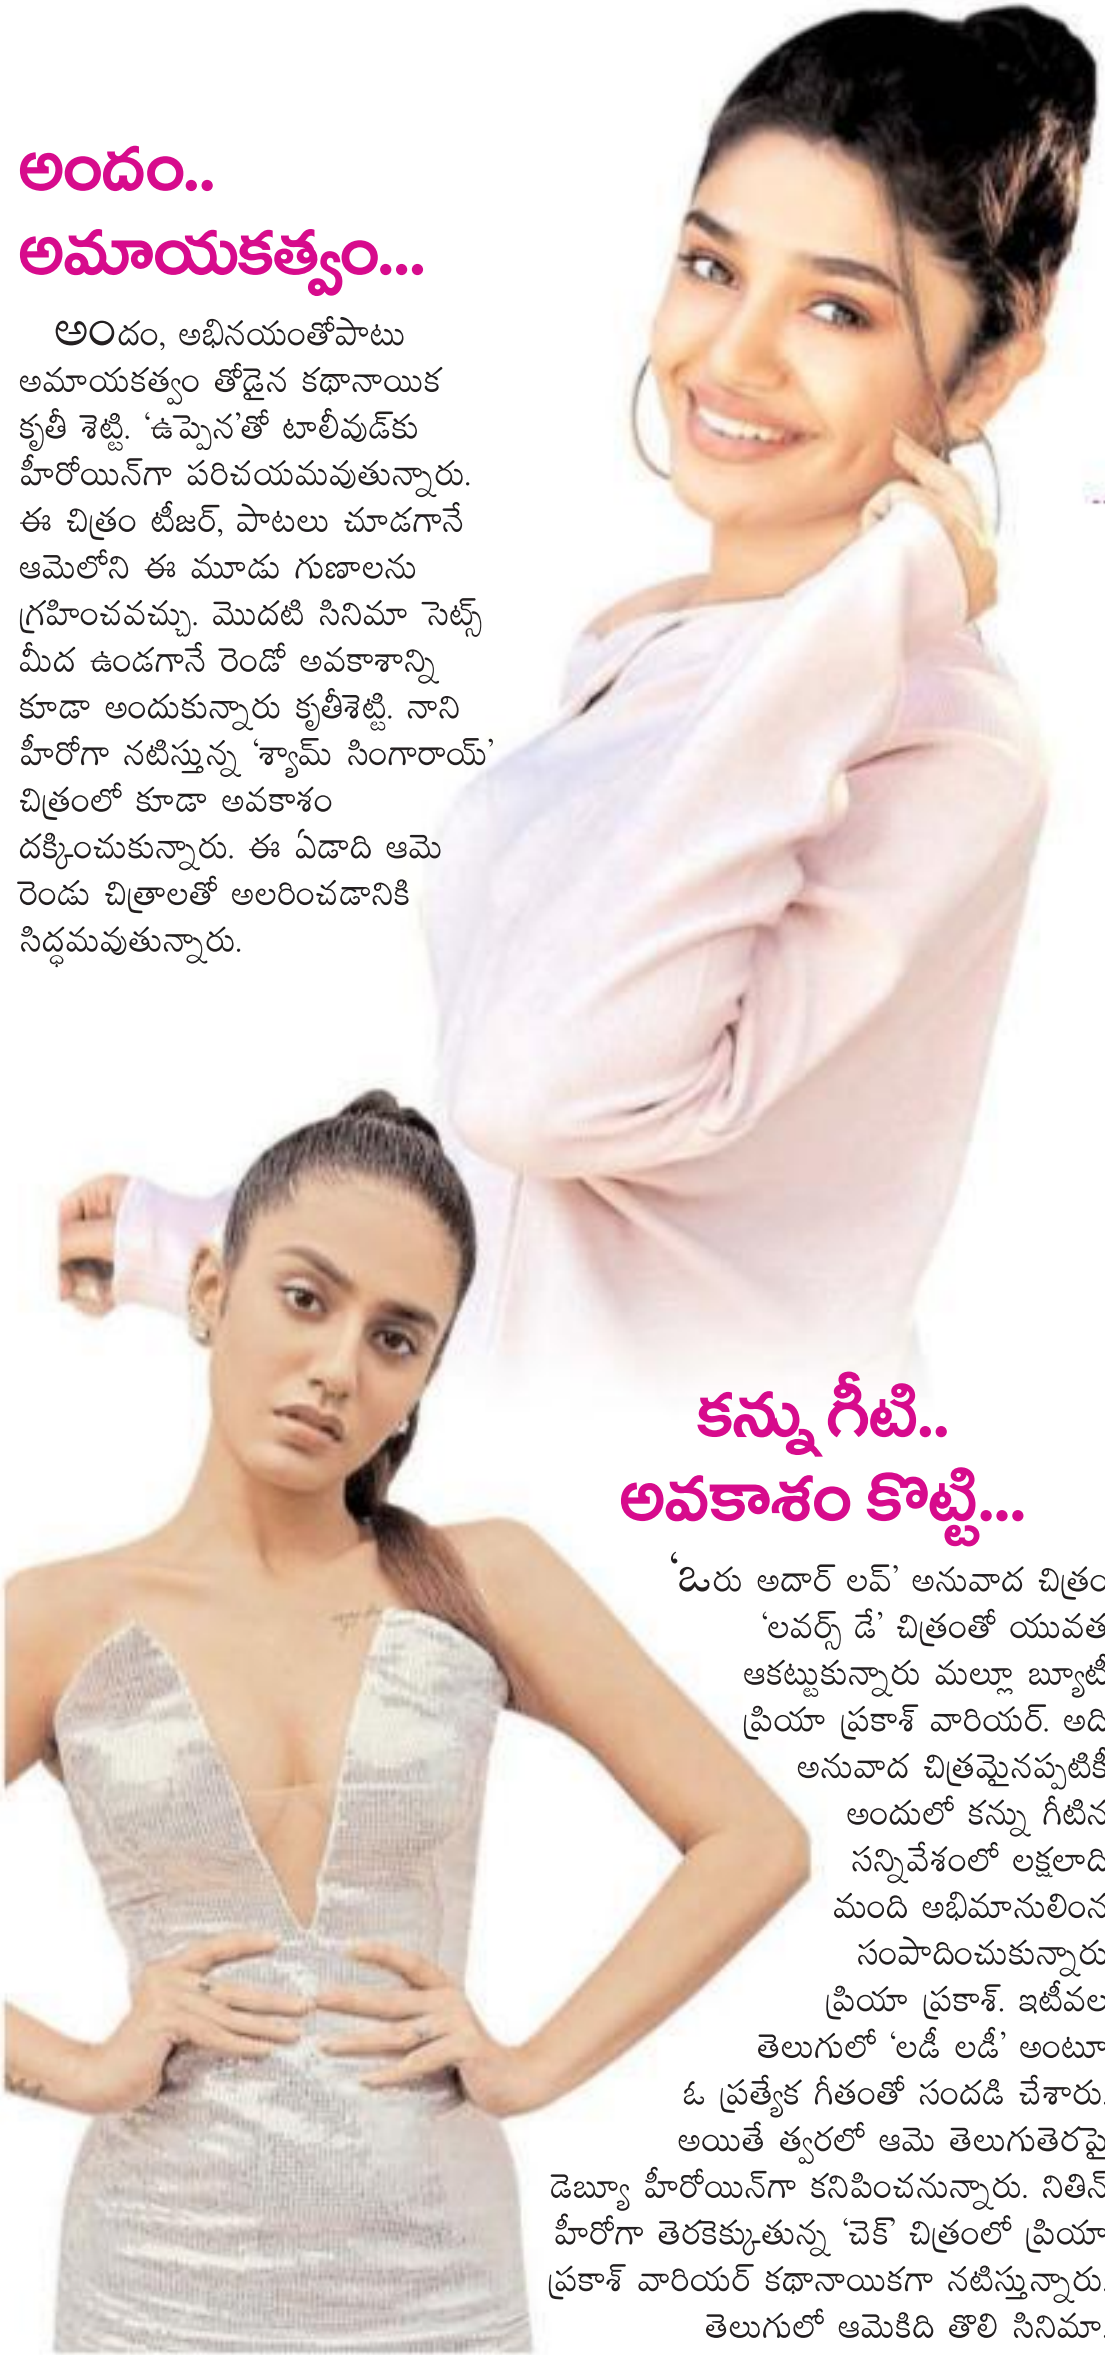 అందం..
అమాయకత్వం...
అందం, అభినయంతోపాటు
అమాయకత్వం తోడైన కథానాయిక
కృతీ శెట్టి. ‘ఉప్పెన’తో టాలీవుడ్‌కు
హీరోయిన్‌గా పరిచయమవుతున్నారు.
ఈ చిత్రం టీజర్, పాటలు చూడగానే
ఆమెలోని ఈ మూడు గుణాలను
గ్రహించవచ్చు. మొదటి సినిమా సెట్స్
మీద ఉండగానే రెండో అవకాశాన్ని
కూడా అందుకున్నారు కృతీశెట్టి. నాని
హీరోగా నటిస్తున్న ‘శ్యామ్ సింగారాయ్’
చిత్రంలో కూడా అవకాశం
దక్కించుకున్నారు. ఈ ఏడాది ఆమె
రెండు చిత్రాలతో అలరించడానికి
సిద్ధమవుతున్నారు.
కన్ను గీటి..
అవకాశం కొట్టి...
‘ఒరు అదార్ లవ్’ అనువాద చిత్రం
‘లవర్స్ డే’ చిత్రంతో యువత
ఆకట్టుకున్నారు మల్లూ బ్యూటీ
ప్రియా ప్రకాశ్ వారియర్. అది
అనువాద చిత్రమైనప్పటికీ
అందులో కన్ను గీటిన
సన్నివేశంలో లక్షలాది
మంది అభిమానులిం
సంపాదించుకున్నారు
ప్రియా ప్రకాశ్. ఇటీవల
తెలుగులో ‘లడీ లడీ’ అంటూ
ఓ ప్రత్యేక గీతంతో సందడి చేశారు.
అయితే త్వరలో ఆమె తెలుగుతెరపై
డెబ్యూ హీరోయిన్‌గా కనిపించనున్నారు. నితిన్
హీరోగా తెరకెక్కుతున్న ‘చెక్’ చిత్రంలో ప్రియా
ప్రకాశ్ వారియర్ కథానాయికగా నటిస్తున్నారు.
తెలుగులో ఆమెకిది తొలి సినిమా.